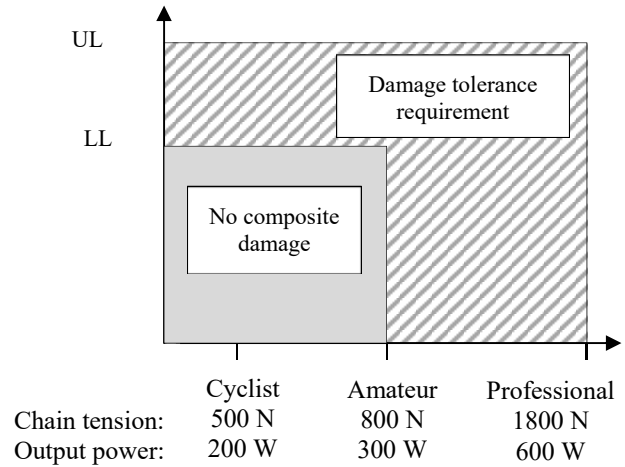 UL
Damage tolerance
requirement
LL
No composite
damage
Cyclist Amateur Professional
Chain tension: 500 N 800 N 1800 N
Output power: 200 W 300 W 600 W